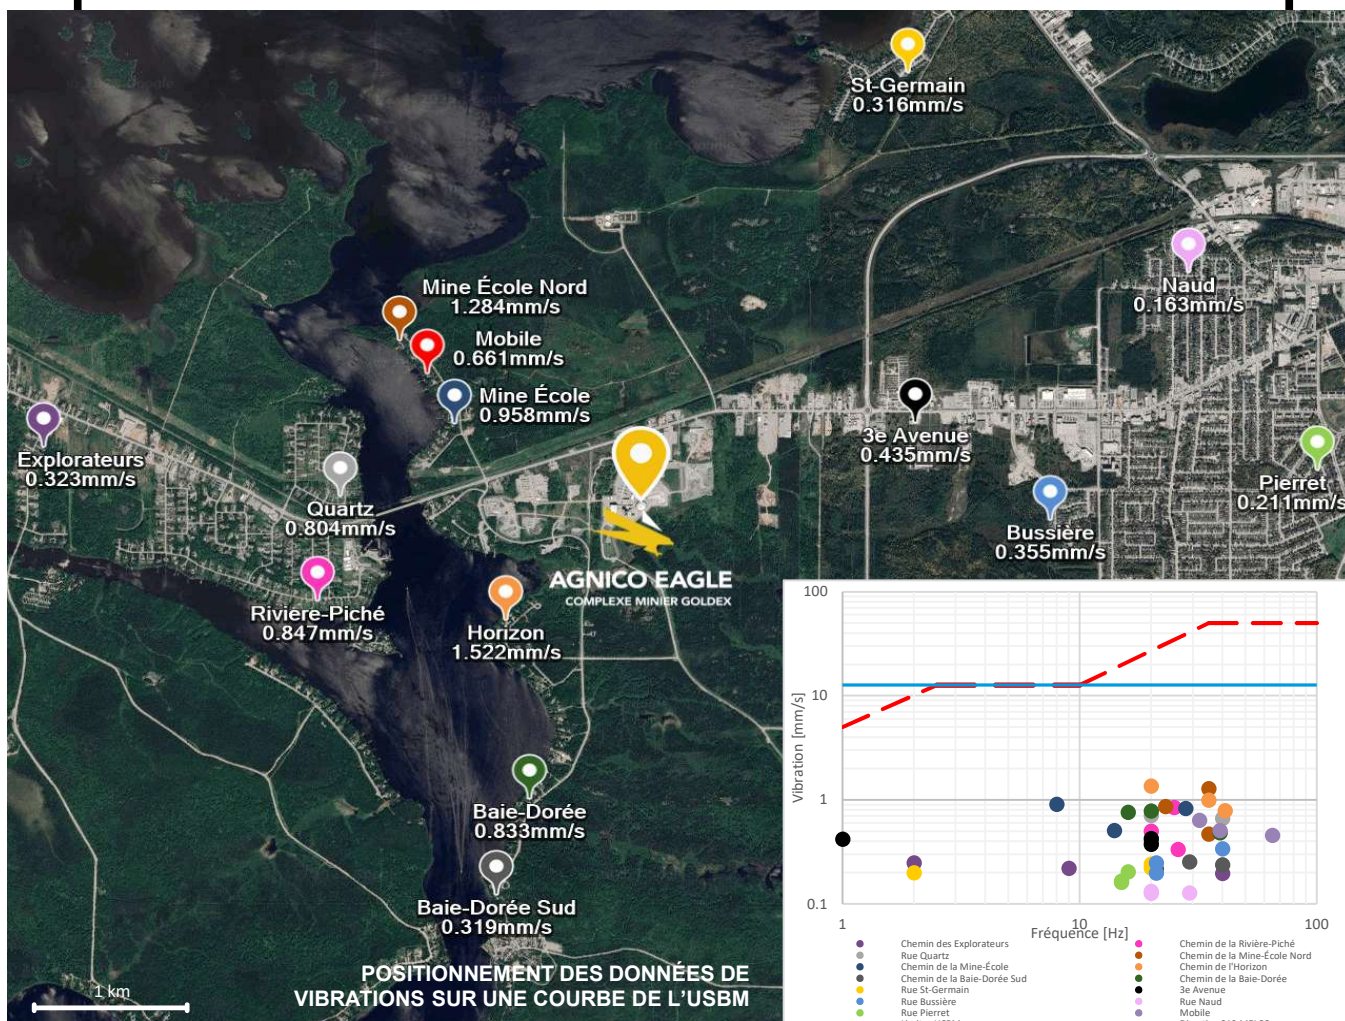 St-Germain
0.316mm/s
Naud
0.163mm/s
Mine École Nord
1.284mm/s
Mobile
0.661mm/s
Mine École
0.958mm/s
3e Avenue
0.435mm/s
Explorateurs
0.323mm/s
Quartz
0.804mm/s
Pierret
0.211mm/s
Bussière
0.355mm/s
AGNICO EAGLE
COMPLEXE MINIER GOLDEX
Riviere-Piché
0.847mm/s
Horizon
1.522mm/s
Baie-Dorée
0.833mm/s
Baie-Dorée Sud
0.319mm/s
POSITIONNEMENT DES DONNÉES DE
VIBRATIONS SUR UNE COURBE DE L'USBM
1 km
100
10
1
0.1
Vibration [mm/s]
1
10
100
Fréquence [Hz]
Chemin des Explorateurs
Chemin de la Rivière-Piché
Rue Quartz
Chemin de la Mine-École Nord
Chemin de la Mine-École
Chemin de l'Horizon
Chemin de la Baie-Dorée Sud
Chemin de la Baie-Dorée
Rue St-Germain
3e Avenue
Rue Bussière
Rue Naud
Rue Pierret
Mobile